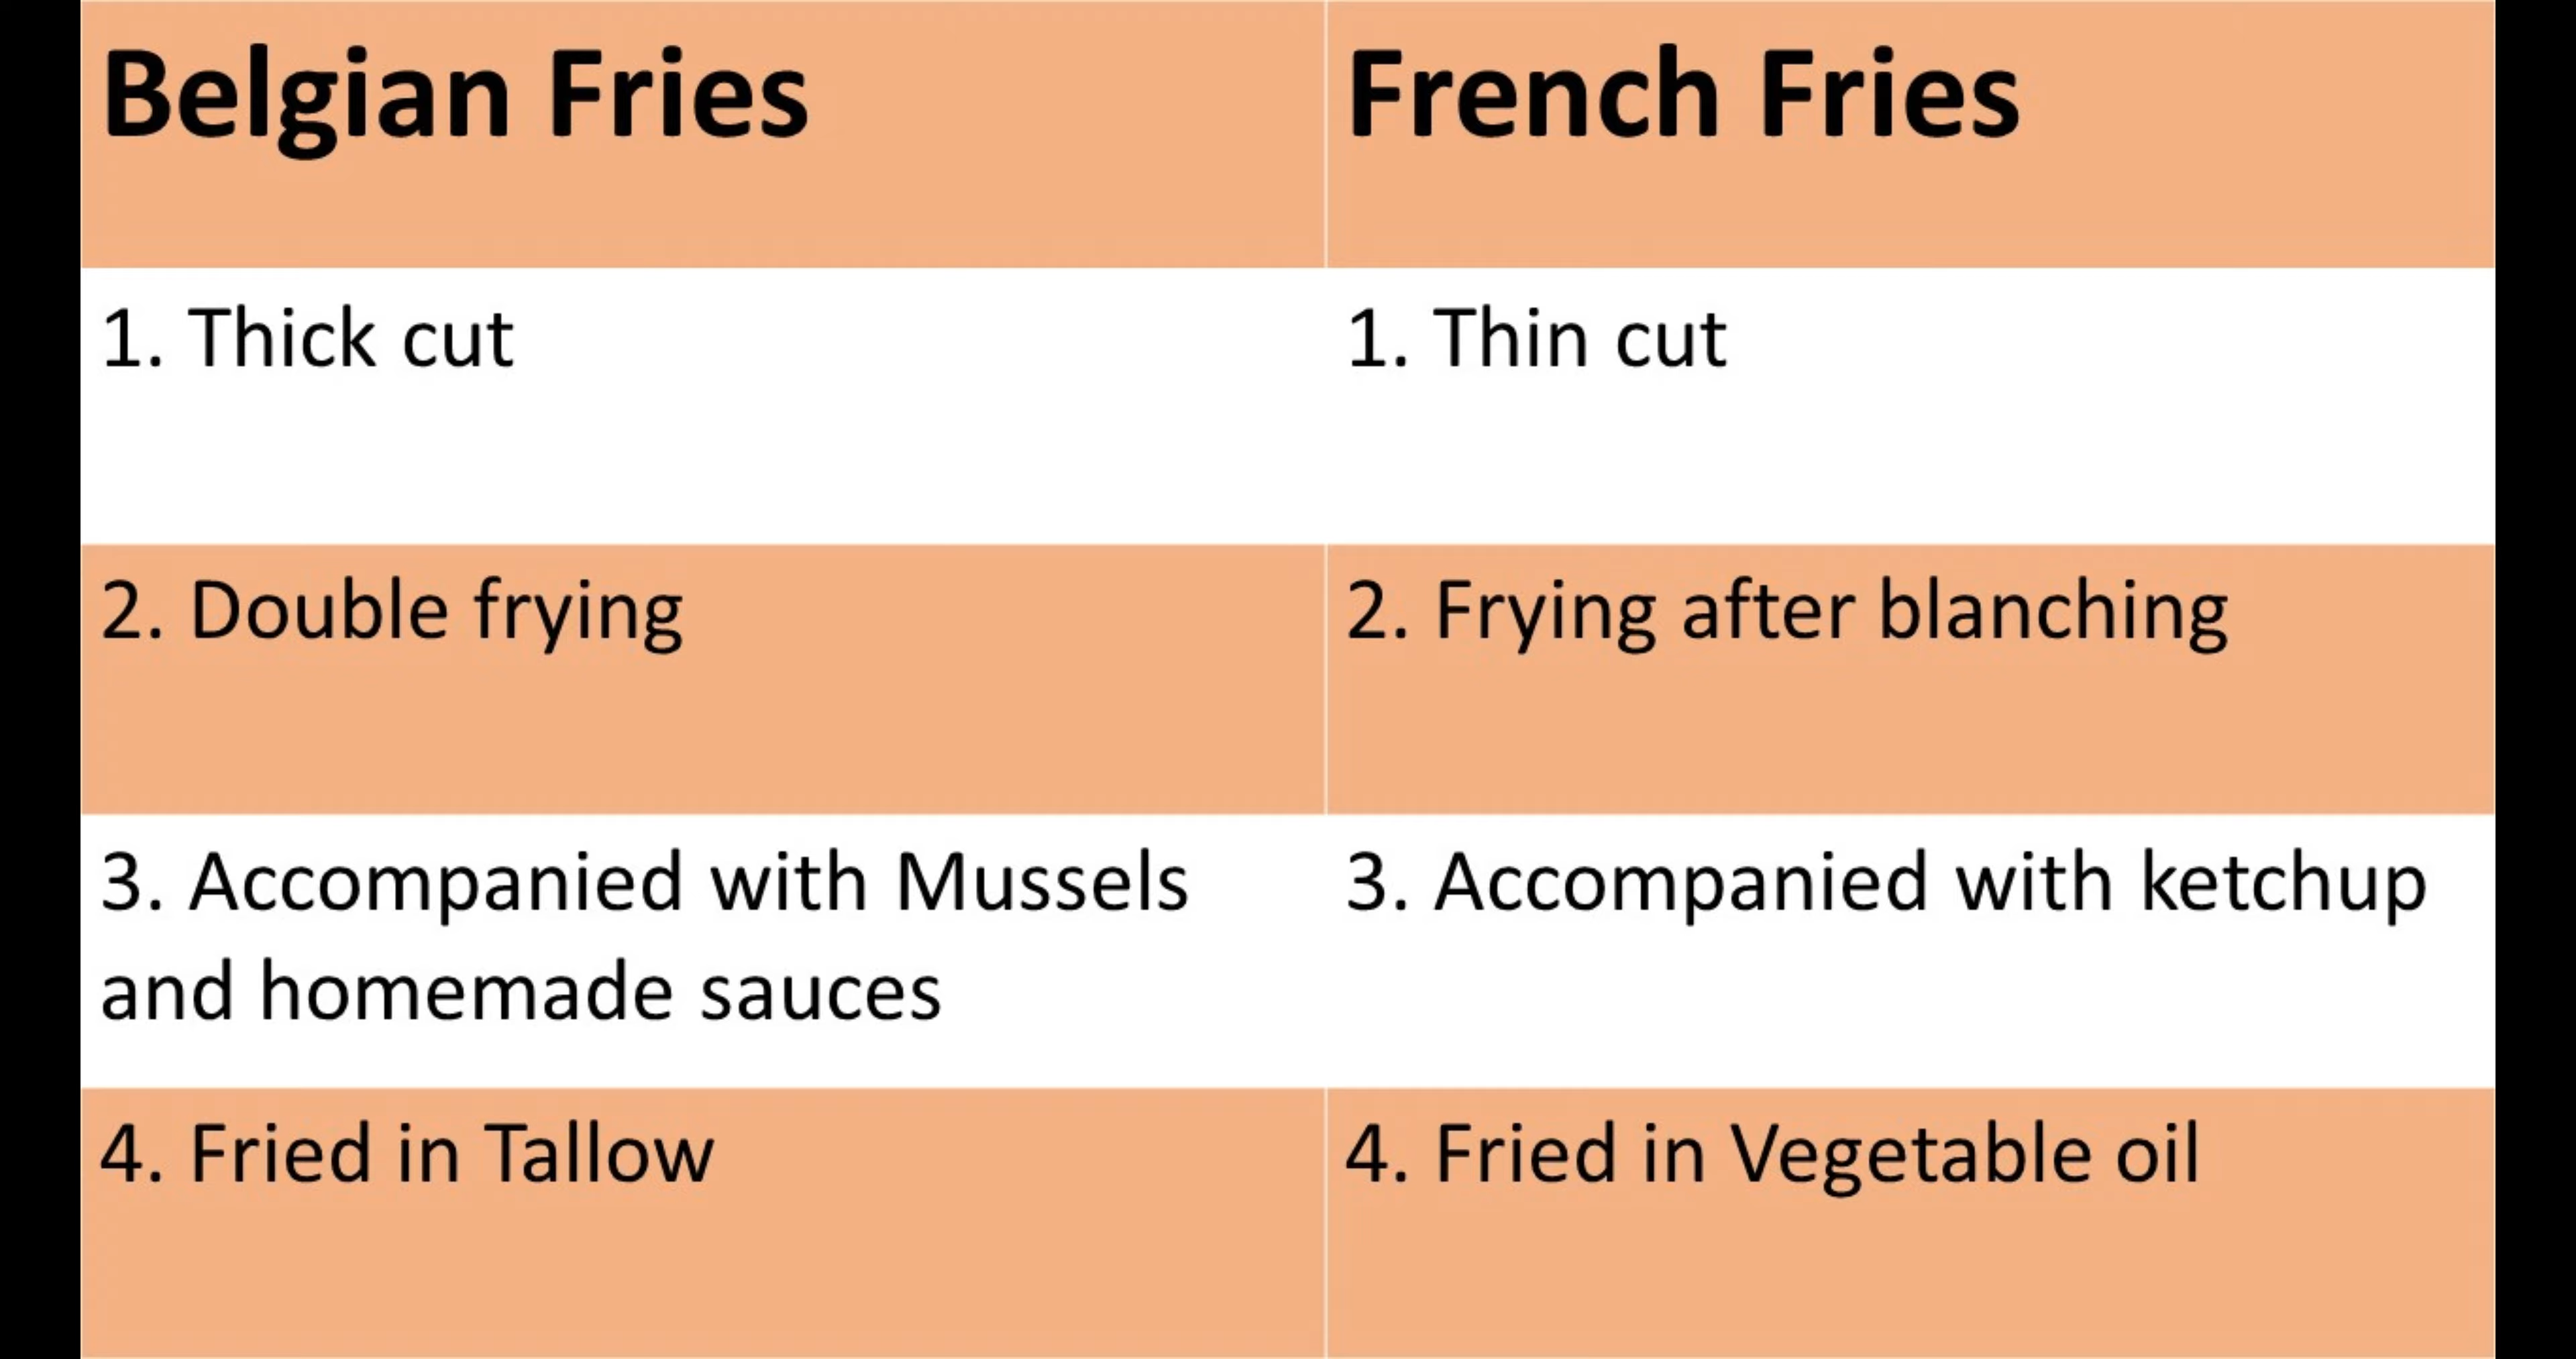 Belgian Fries
French Fries
1. Thick cut
1. Thin cut
2. Double frying
2. Frying after blanching
3. Accompanied with Mussels
and homemade sauces
3. Accompanied with ketchup
4. Fried in Tallow
4. Fried in Vegetable oil